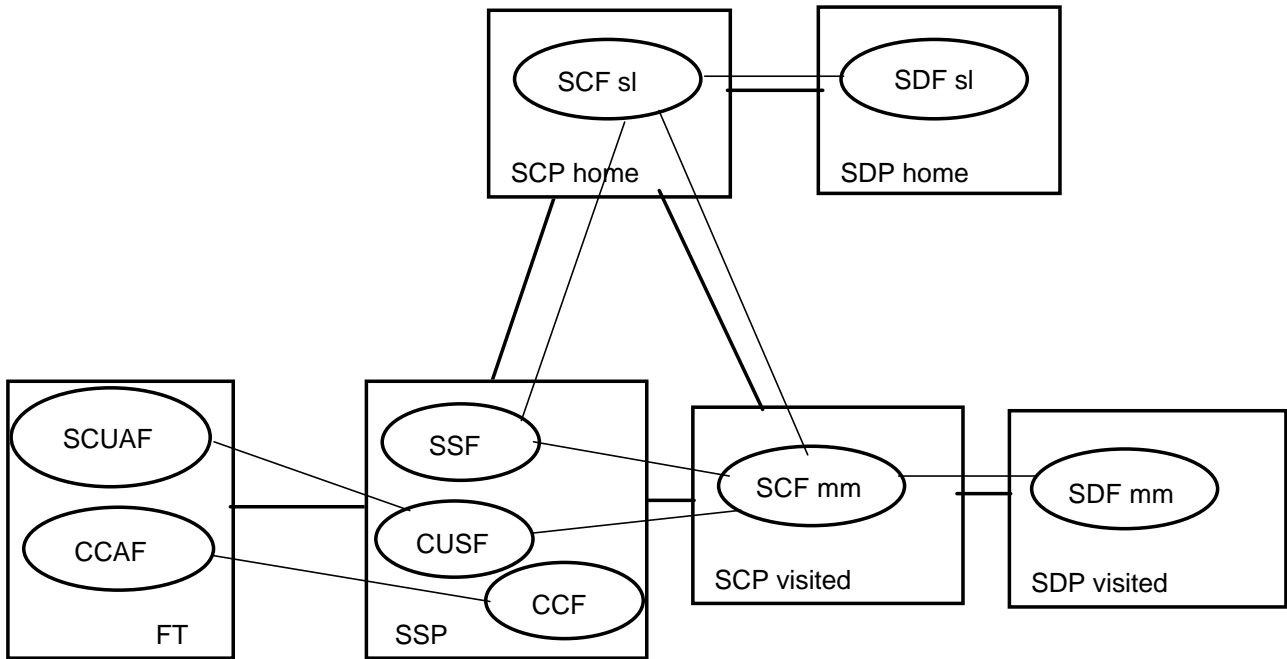 SCF sl
SDF sl
SCP home
SDP home
SCUAF
SSF
SCF mm
SDF mm
CCAF
CUSF
CCF
SCP visited
SDP visited
FT
SSP